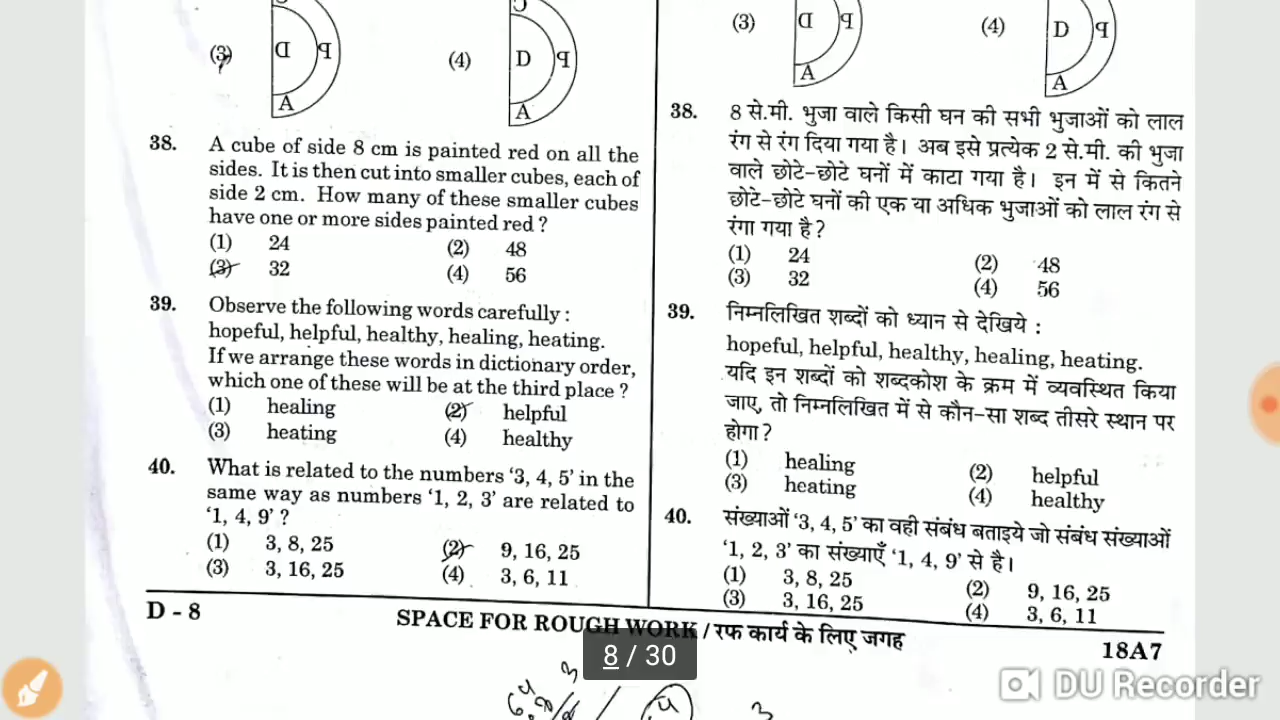 (3)
D
P
A
(4)
D
P
A
38. A cube of side 8 cm is painted red on all the
sides. It is then cut into smaller cubes, each of
side 2 cm. How many of these smaller cubes
have one or more sides painted red ?
(1) 24 (2) 48
(3) 32 (4) 56
39. Observe the following words carefully :
hopeful, helpful, healthy, healing, heating.
If we arrange these words in dictionary order,
which one of these will be at the third place ?
(1) healing (2) helpful
(3) heating (4) healthy
40. What is related to the numbers ‘3, 4, 5’ in the
same way as numbers ‘1, 2, 3’ are related to
‘1, 4, 9’ ?
(1) 3, 8, 25 (2) 9, 16, 25
(3) 3, 16, 25 (4) 3, 6, 11
(3)
D
P
A
(4)
D
P
A
38. 8 से.मी. भुजा वाले किसी घन की सभी भुजाओं को लाल
रंग से रंग दिया गया है। अब इसे प्रत्येक 2 से.मी. की भुजा
वाले छोटे-छोटे घनों में काटा गया है। इन में से कितने
छोटे-छोटे घनों की एक या अधिक भुजाओं को लाल रंग से
रंगा गया है ?
(1) 24 (2) 48
(3) 32 (4) 56
39. निम्नलिखित शब्दों को ध्यान से देखिये :
hopeful, helpful, healthy, healing, heating.
यदि इन शब्दों को शब्दकोश के क्रम में व्यवस्थित किया
जाए, तो निम्नलिखित में से कौन-सा शब्द तीसरे स्थान पर
होगा ?
(1) healing (2) helpful
(3) heating (4) healthy
40. संख्याओं ‘3, 4, 5’ का वही संबंध बताइये जो संबंध संख्याओं
‘1, 2, 3’ का संख्याएँ ‘1, 4, 9’ से है।
(1) 3, 8, 25 (2) 9, 16, 25
(3) 3, 16, 25 (4) 3, 6, 11
D - 8 SPACE FOR ROUGH WORK / रफ कार्य के लिए जगह 18A7
8 / 30
DU Recorder